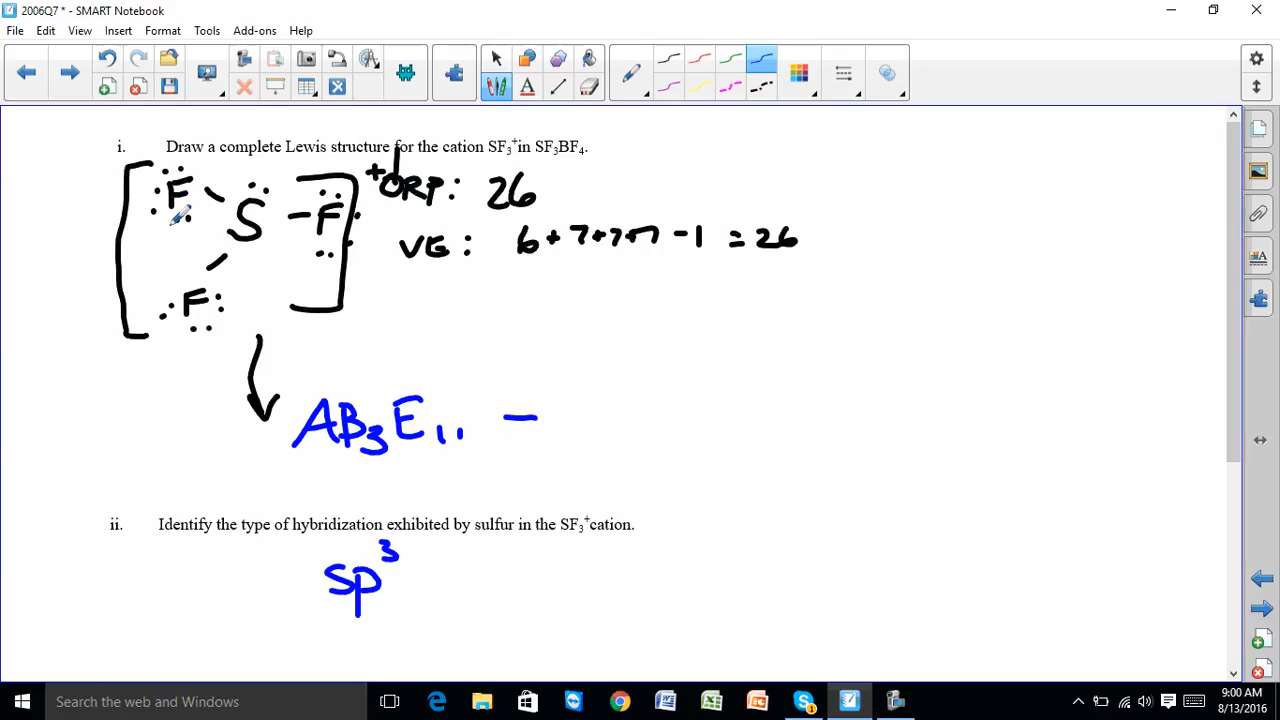 2006Q7 * - SMART Notebook
File Edit View Insert Format Tools Add-ons Help
i. Draw a complete Lewis structure for the cation SF₃⁺in SF₃BF₄.
F S F +
F
ORP: 26
VE: 6+7+7+7 -1 = 26
AB₃E₁₁ -
ii. Identify the type of hybridization exhibited by sulfur in the SF₃⁺cation.
sp³
Search the web and Windows
9:00 AM
8/13/2016